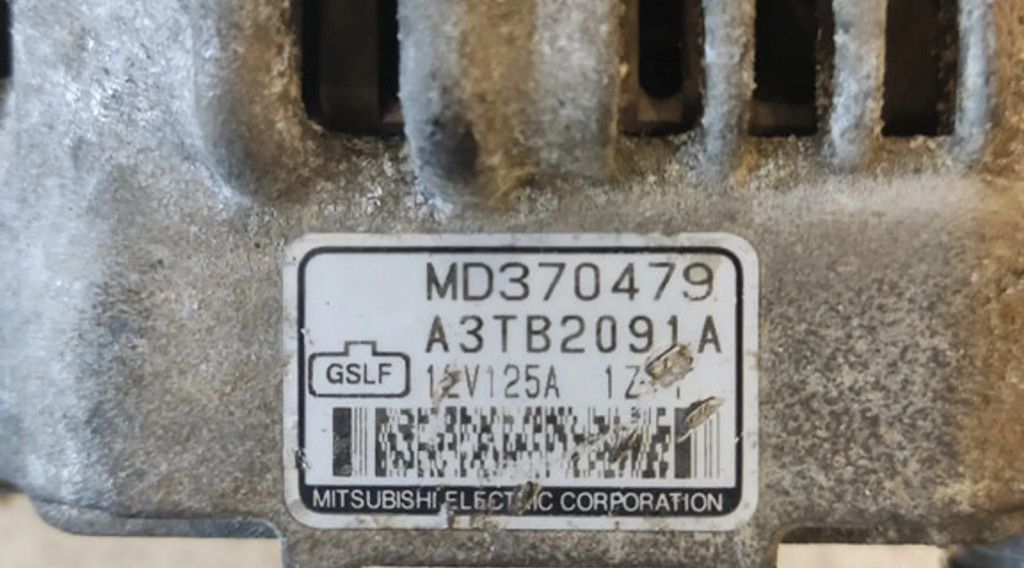 MD370479
A3TB2091A
GSLF
12V125A
MITSUBISHI ELECTRIC CORPORATION